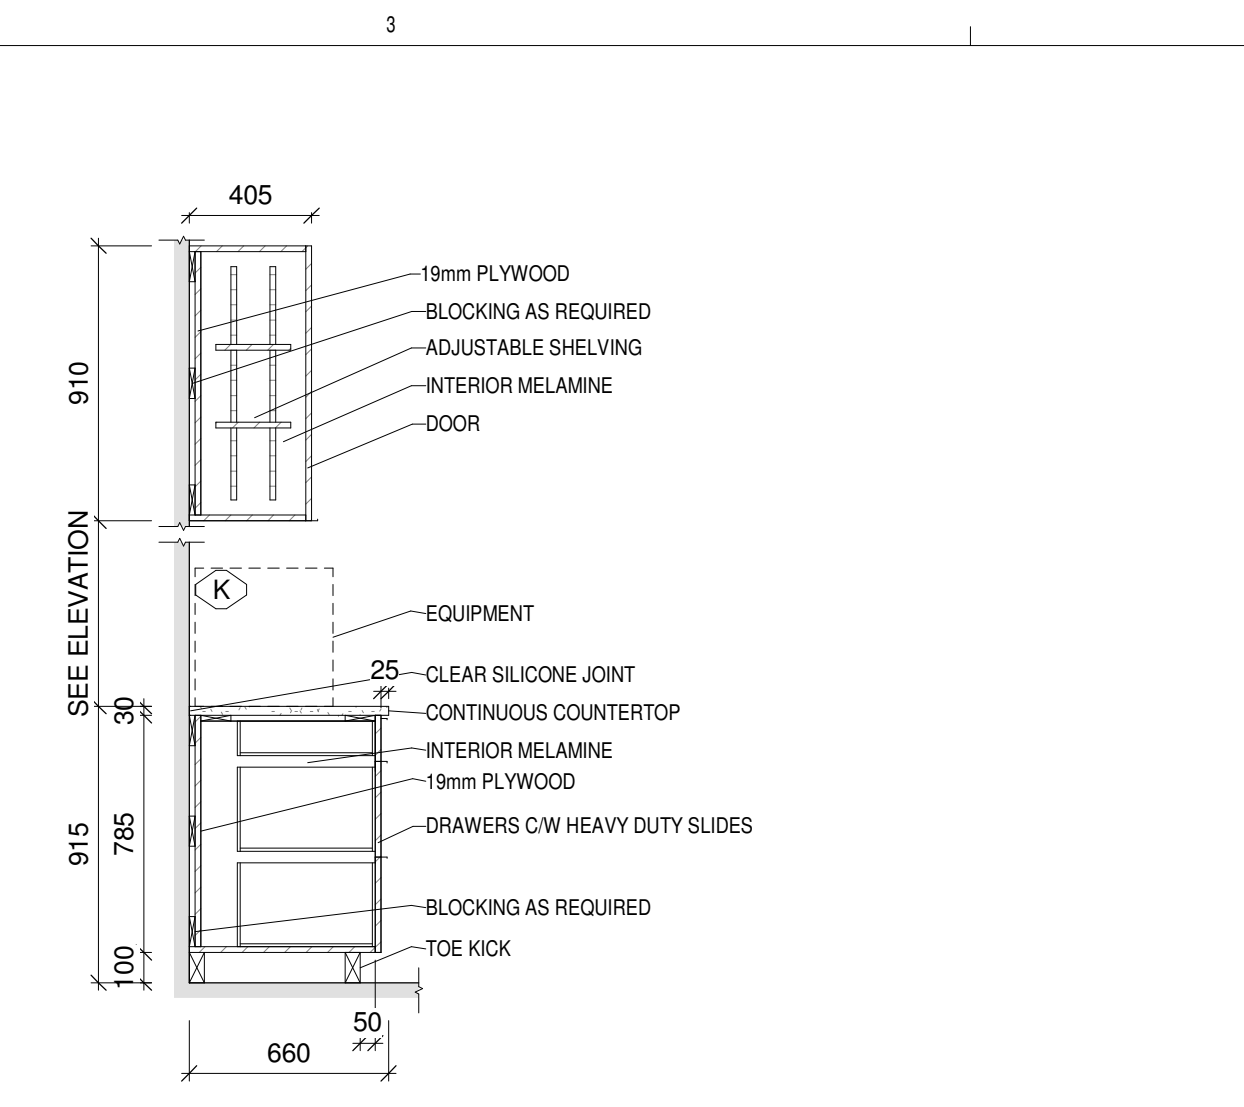 3
405
19mm PLYWOOD
BLOCKING AS REQUIRED
ADJUSTABLE SHELVING
INTERIOR MELAMINE
DOOR
910
SEE ELEVATION
K
EQUIPMENT
25
CLEAR SILICONE JOINT
30
CONTINUOUS COUNTERTOP
INTERIOR MELAMINE
19mm PLYWOOD
DRAWERS C/W HEAVY DUTY SLIDES
785
915
BLOCKING AS REQUIRED
TOE KICK
100
50
660